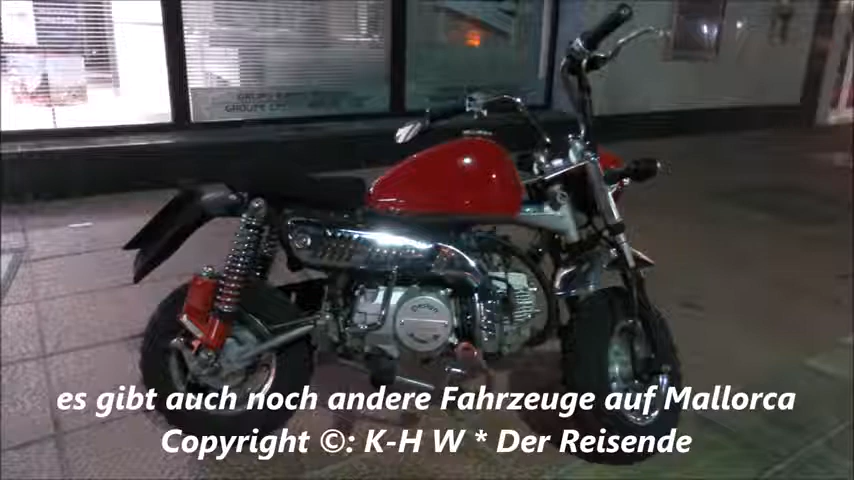 es gibt auch noch andere Fahrzeuge auf Mallorca
Copyright ©: K-H W * Der Reisende